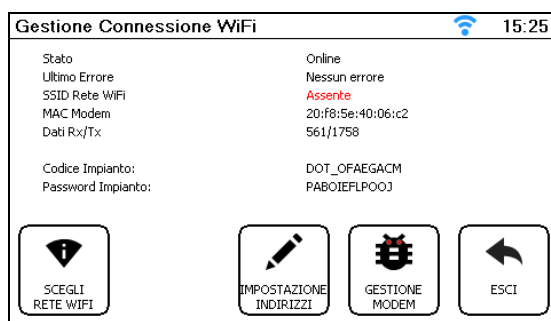 Gestione Connessione WiFi 15:25
Stato Online
Ultimo Errore Nessun errore
SSID Rete WiFi Assente
MAC Modem 20:f8:5e:40:06:c2
Dati Rx/Tx 561/1758
Codice Impianto: DOT_OFAEGACM
Password Impianto: PABOIEFLPOOJ
SCEGLI
RETE WIFI
IMPOSTAZIONE
INDIRIZZI
GESTIONE
MODEM
ESCI